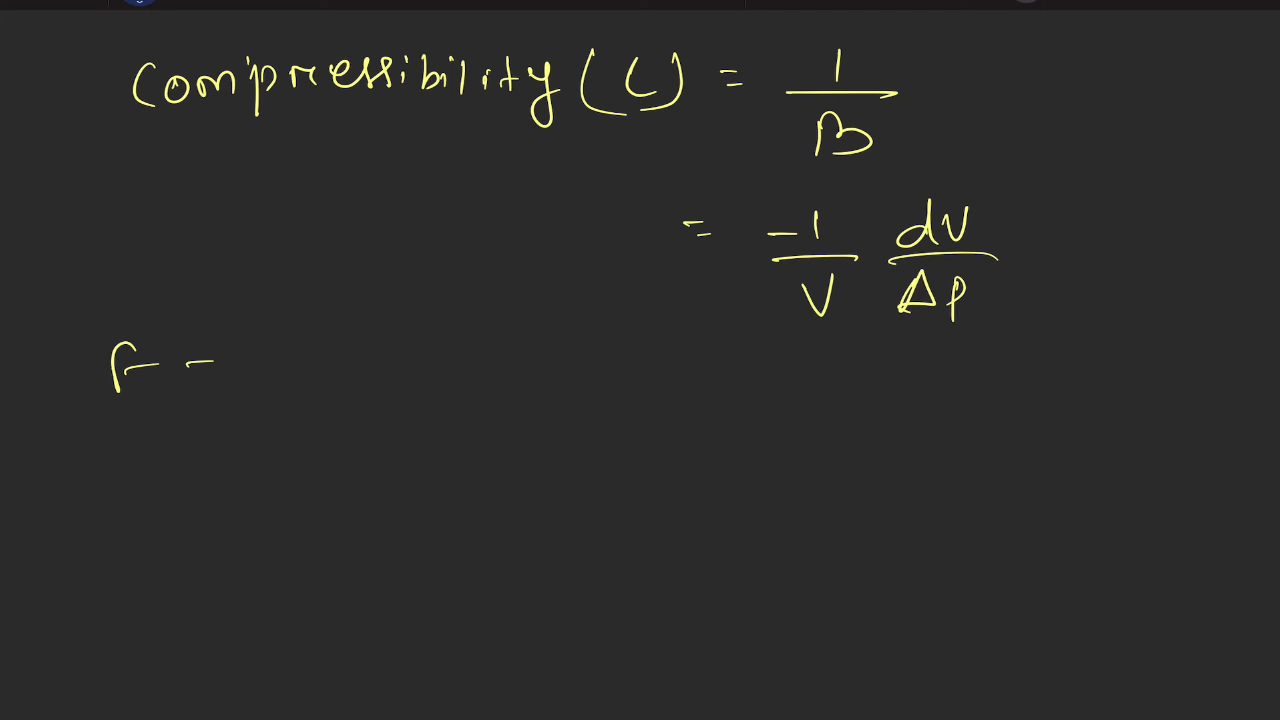 Compressibility (C) = 1/B
= -1/V dV/ΔP
F -